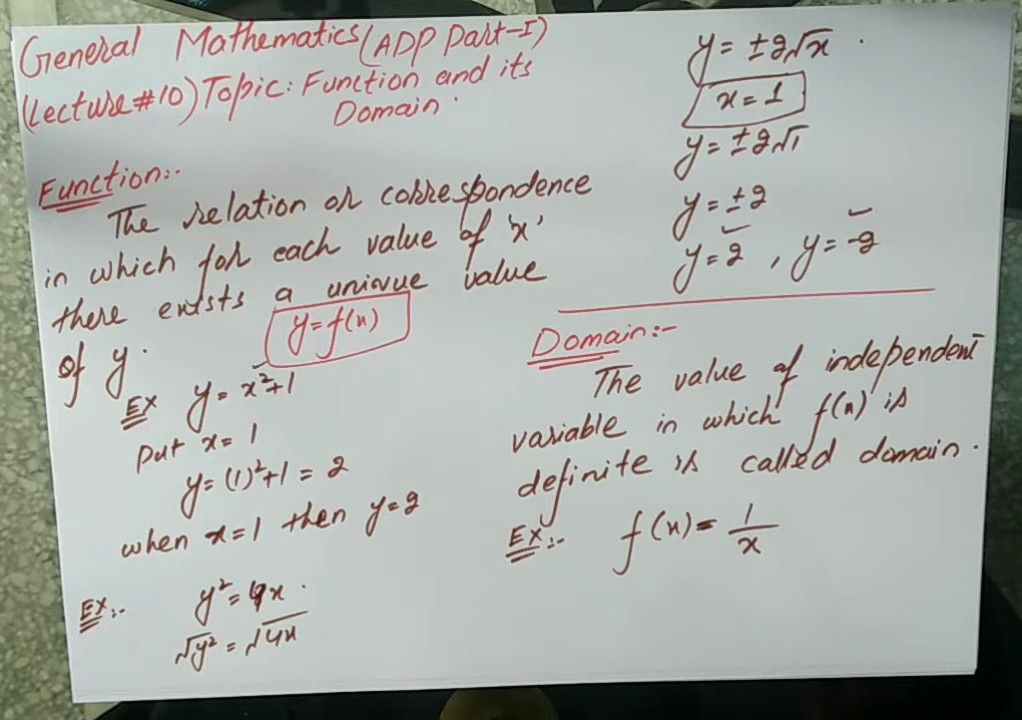 General Mathematics (ADP Part-I)
(Lecture #10) Topic: Function and its
Domain.
Function:-
The relation or correspondence
in which for each value of 'x'
there exists a uniqvue value
of y.
y = f(x)
Ex y = x²+1
put x = 1
y = (1)²+1 = 2
when x=1 then y=2
Ex:- y² = 4x.
√y² = √4x
y = ±2√x.
x = 1
y = ±2√1
y = ±2
y = 2, y = -2
Domain:-
The value of independent
variable in which f(x) is
definite is called domain.
Ex:- f(x) = 1/x